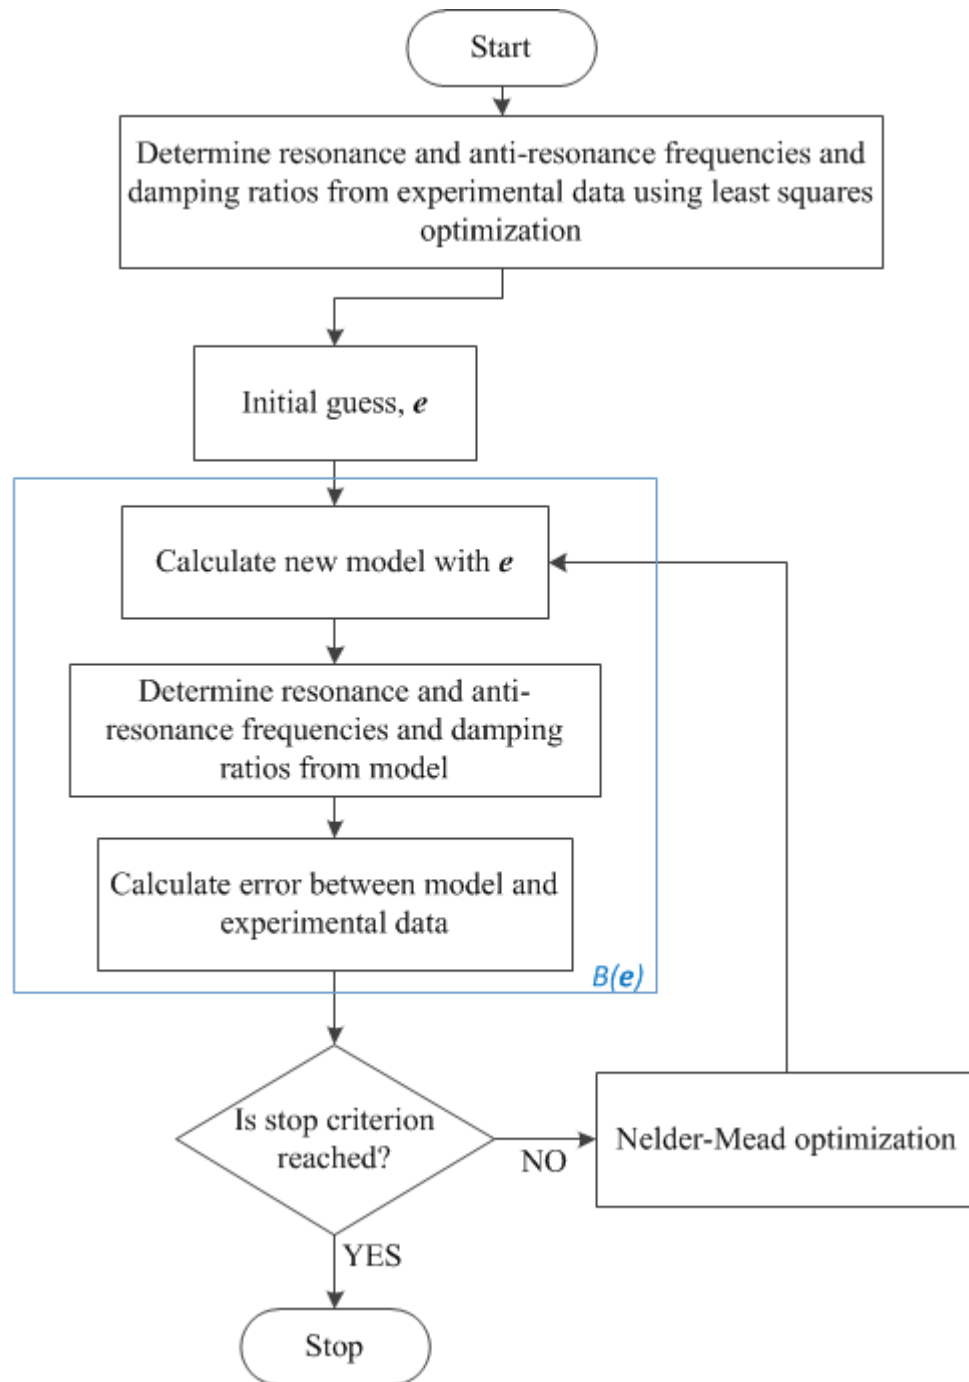 Start
Determine resonance and anti-resonance frequencies and
damping ratios from experimental data using least squares
optimization
Initial guess, e
Calculate new model with e
Determine resonance and anti-
resonance frequencies and damping
ratios from model
Calculate error between model and
experimental data
B(e)
Is stop criterion
reached?
NO
Nelder-Mead optimization
YES
Stop